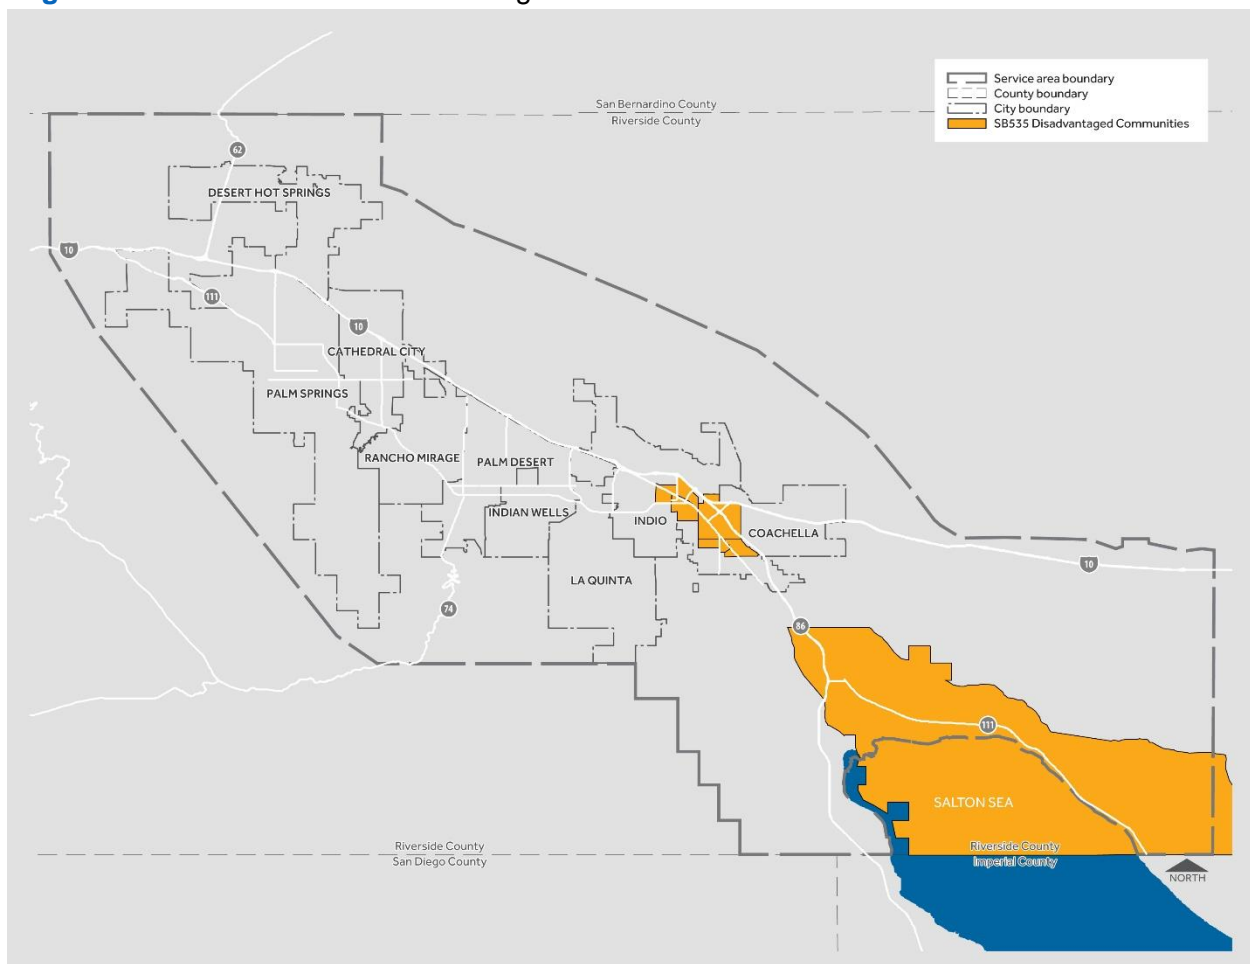 San Bernardino County
Riverside County
Service area boundary
County boundary
City boundary
SB535 Disadvantaged Communities
62
DESERT HOT SPRINGS
10
111
10
CATHEDRAL CITY
PALM SPRINGS
RANCHO MIRAGE
PALM DESERT
INDIAN WELLS
INDIO
COACHELLA
10
LA QUINTA
74
86
111
SALTON SEA
Riverside County
San Diego County
Riverside County
Imperial County
NORTH